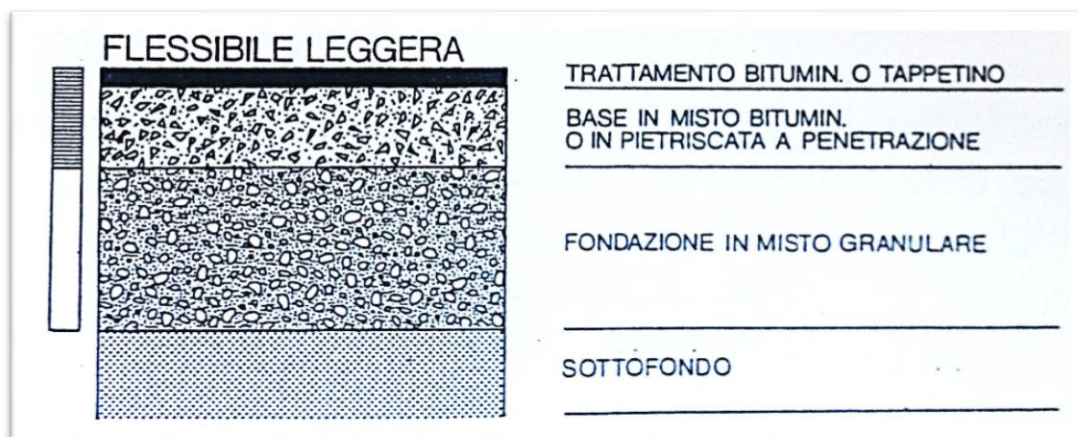 FLESSIBILE LEGGERA
TRATTAMENTO BITUMIN. O TAPPETINO
BASE IN MISTO BITUMIN.
O IN PIETRISCATA A PENETRAZIONE
FONDAZIONE IN MISTO GRANULARE
SOTTOFONDO